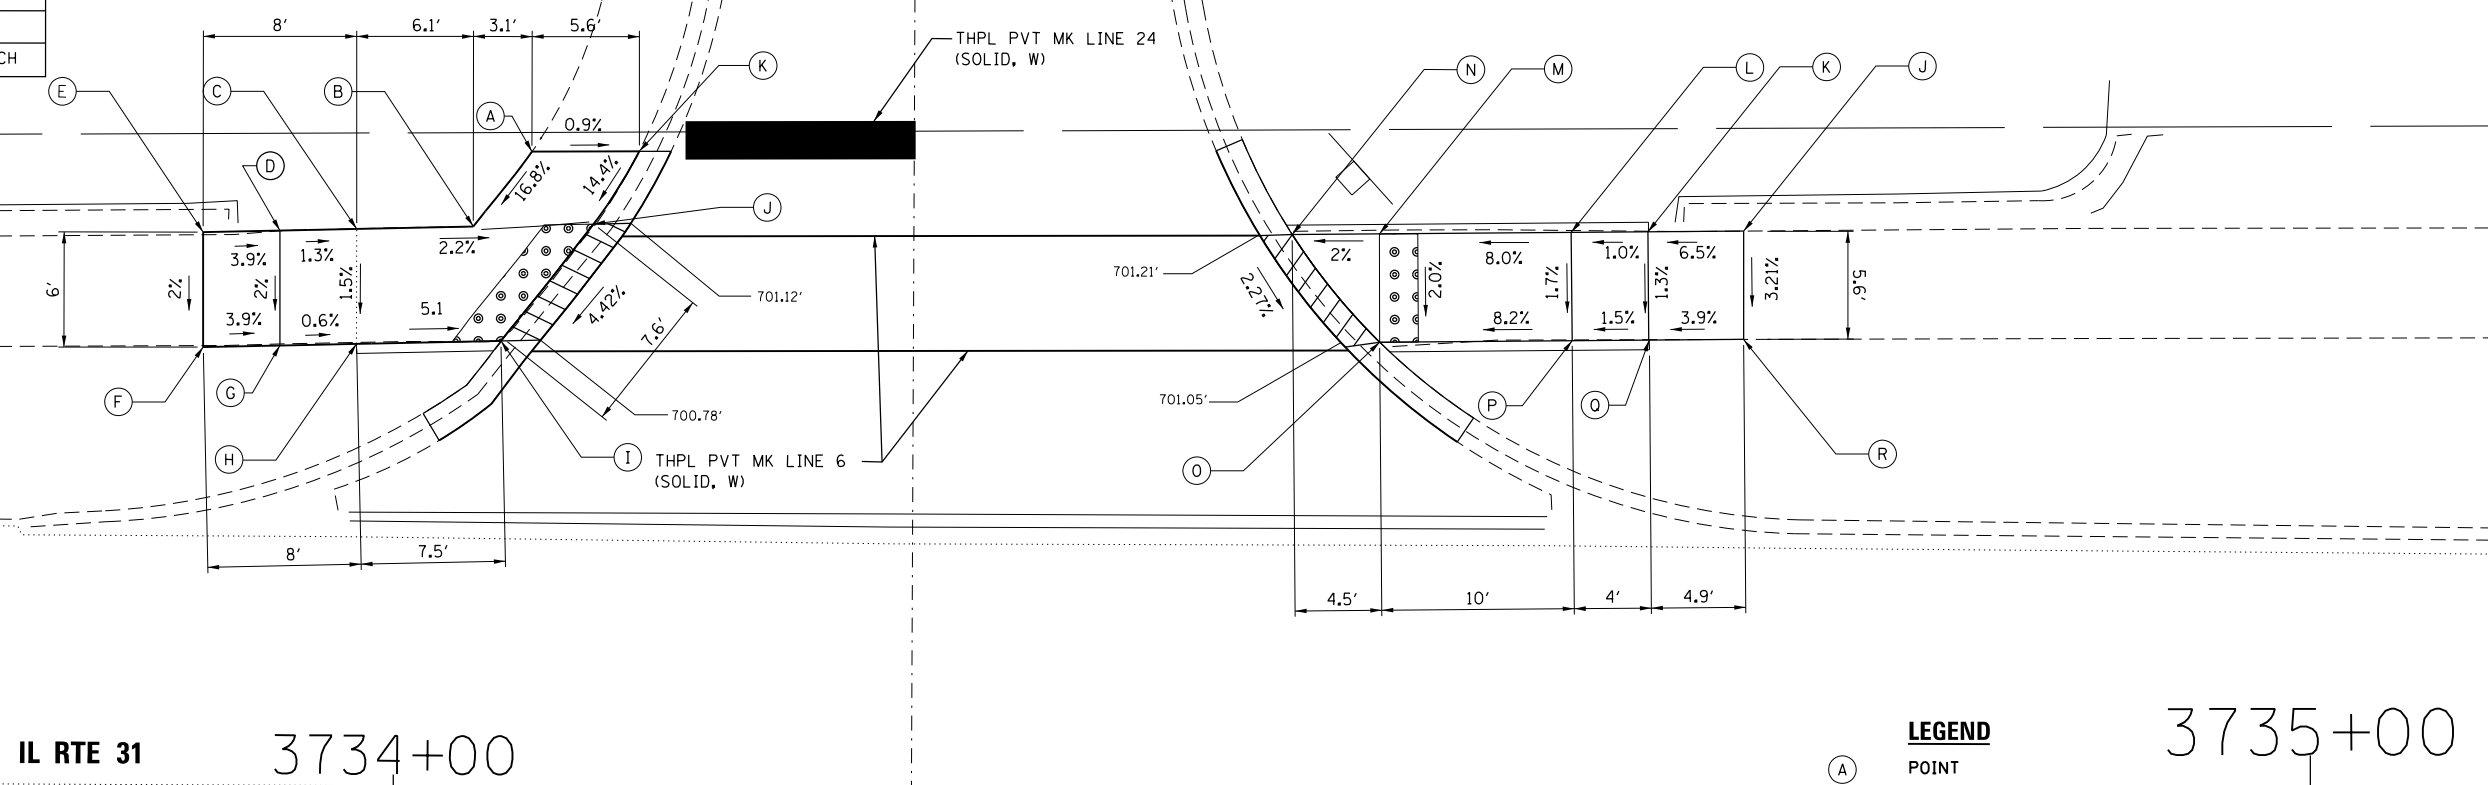 CH
8'
6.1'
3.1'
5.6'
THPL PVT MK LINE 24
(SOLID, W)
E
C
B
A
K
N
M
L
K
J
0.9%
16.8%
14.4%
D
J
3.9%
1.3%
2.2%
6'
2%
2%
1.5%
3.9%
0.6%
5.1
4.42%
7.6'
701.12'
700.78'
701.21'
2.27%
701.05'
2%
2.0%
8.0%
1.7%
1.0%
1.3%
6.5%
3.21%
5.6'
8.2%
1.5%
3.9%
F
G
H
I
THPL PVT MK LINE 6
(SOLID, W)
O
P
Q
R
8'
7.5'
4.5'
10'
4'
4.9'
IL RTE 31
3734+00
LEGEND
A
POINT
3735+00